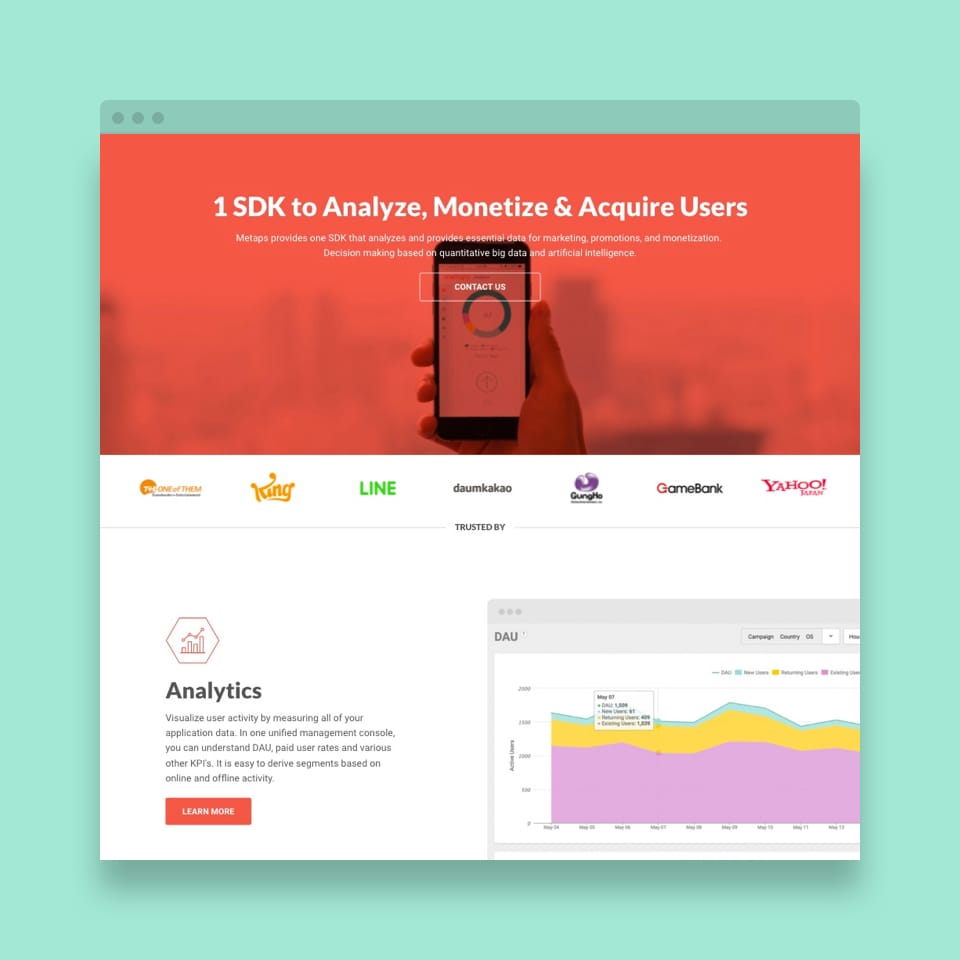 1 SDK to Analyze, Monetize & Acquire Users
Metaps provides one SDK that analyzes and provides essential data for marketing, promotions, and monetization.
Decision making based on quantitative big data and artificial intelligence.
CONTACT US
ONE OF THEM
King
LINE
daumkakao
GungHo
GameBank
YAHOO!
JAPAN
TRUSTED BY
Analytics
Visualize user activity by measuring all of your
application data. In one unified management console,
you can understand DAU, paid user rates and various
other KPI's. It is easy to derive segments based on
online and offline activity.
LEARN MORE
DAU ?
Campaign Country OS
Hou
DAU New Users Returning Users Existing Users
2000
2500
2000
500
0
Active Users
May 07
DAU: 1,509
New Users: 61
Returning Users: 409
Existing Users: 1,039
May 04 May 05 May 06 May 07 May 08 May 09 May 10 May 11 May 12